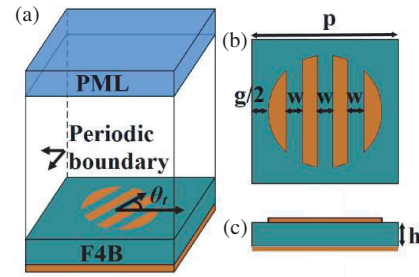 (a)
PML
Periodic
boundary
θt
F4B
(b)
p
g/2
w
w
w
(c)
h